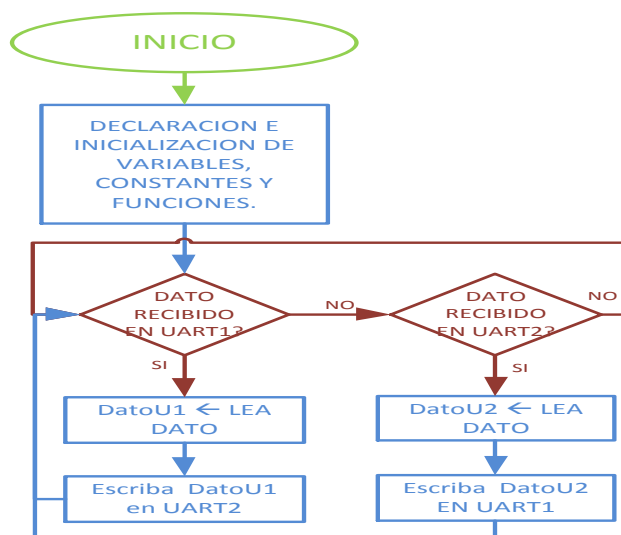 INICIO
DECLARACION E
INICIALIZACION DE
VARIABLES,
CONSTANTES Y
FUNCIONES.
DATO
RECIBIDO
EN UART1?
NO
DATO
RECIBIDO
EN UART2?
NO
SI
SI
DatoU1 ← LEA
DATO
DatoU2 ← LEA
DATO
Escriba DatoU1
en UART2
Escriba DatoU2
EN UART1